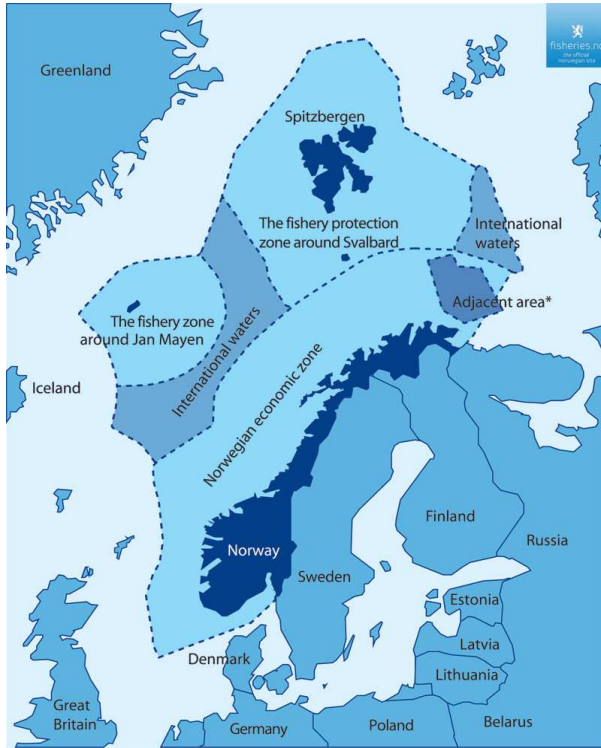 fisheries.no
the official
norwegian site
Greenland
Spitzbergen
The fishery protection
zone around Svalbard
International
waters
Adjacent area*
The fishery zone
around Jan Mayen
International waters
Iceland
Norwegian economic zone
Norway
Sweden
Finland
Russia
Estonia
Latvia
Lithuania
Denmark
Great
Britain
Germany
Poland
Belarus